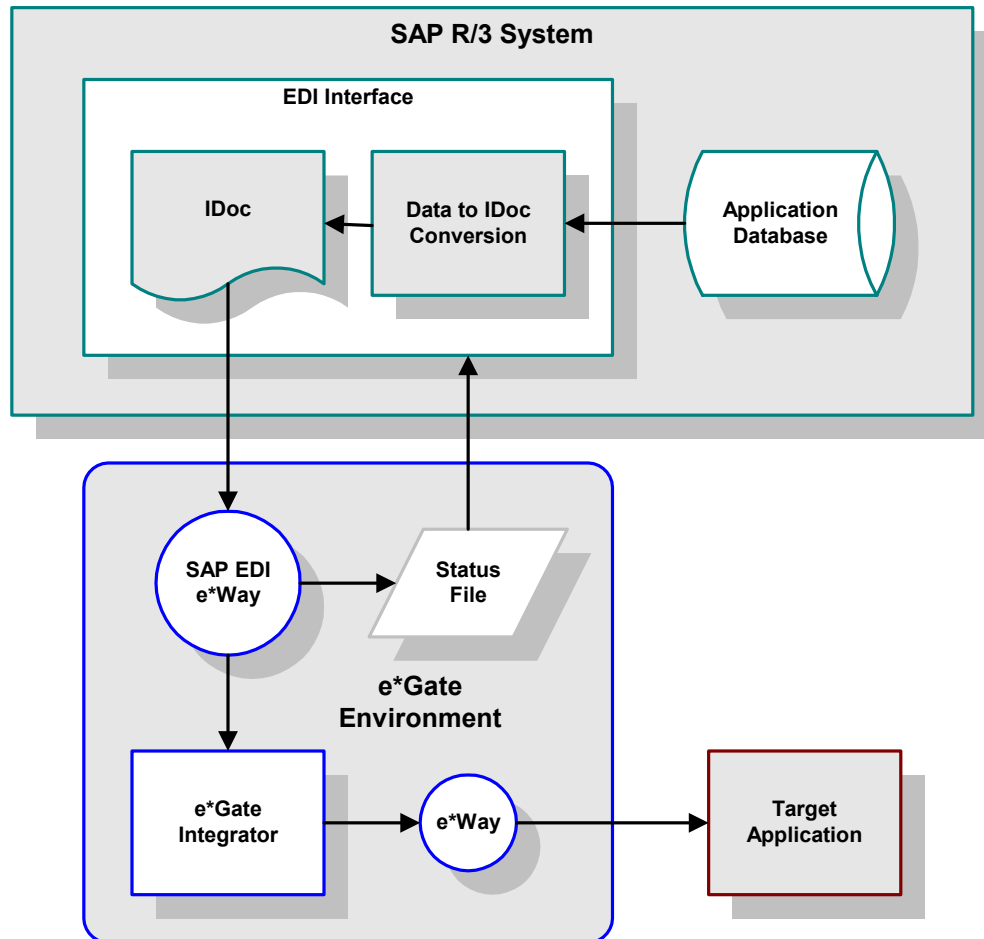 SAP R/3 System
EDI Interface
IDoc
Data to IDoc
Conversion
Application
Database
SAP EDI
e*Way
Status
File
e*Gate
Environment
e*Gate
Integrator
e*Way
Target
Application